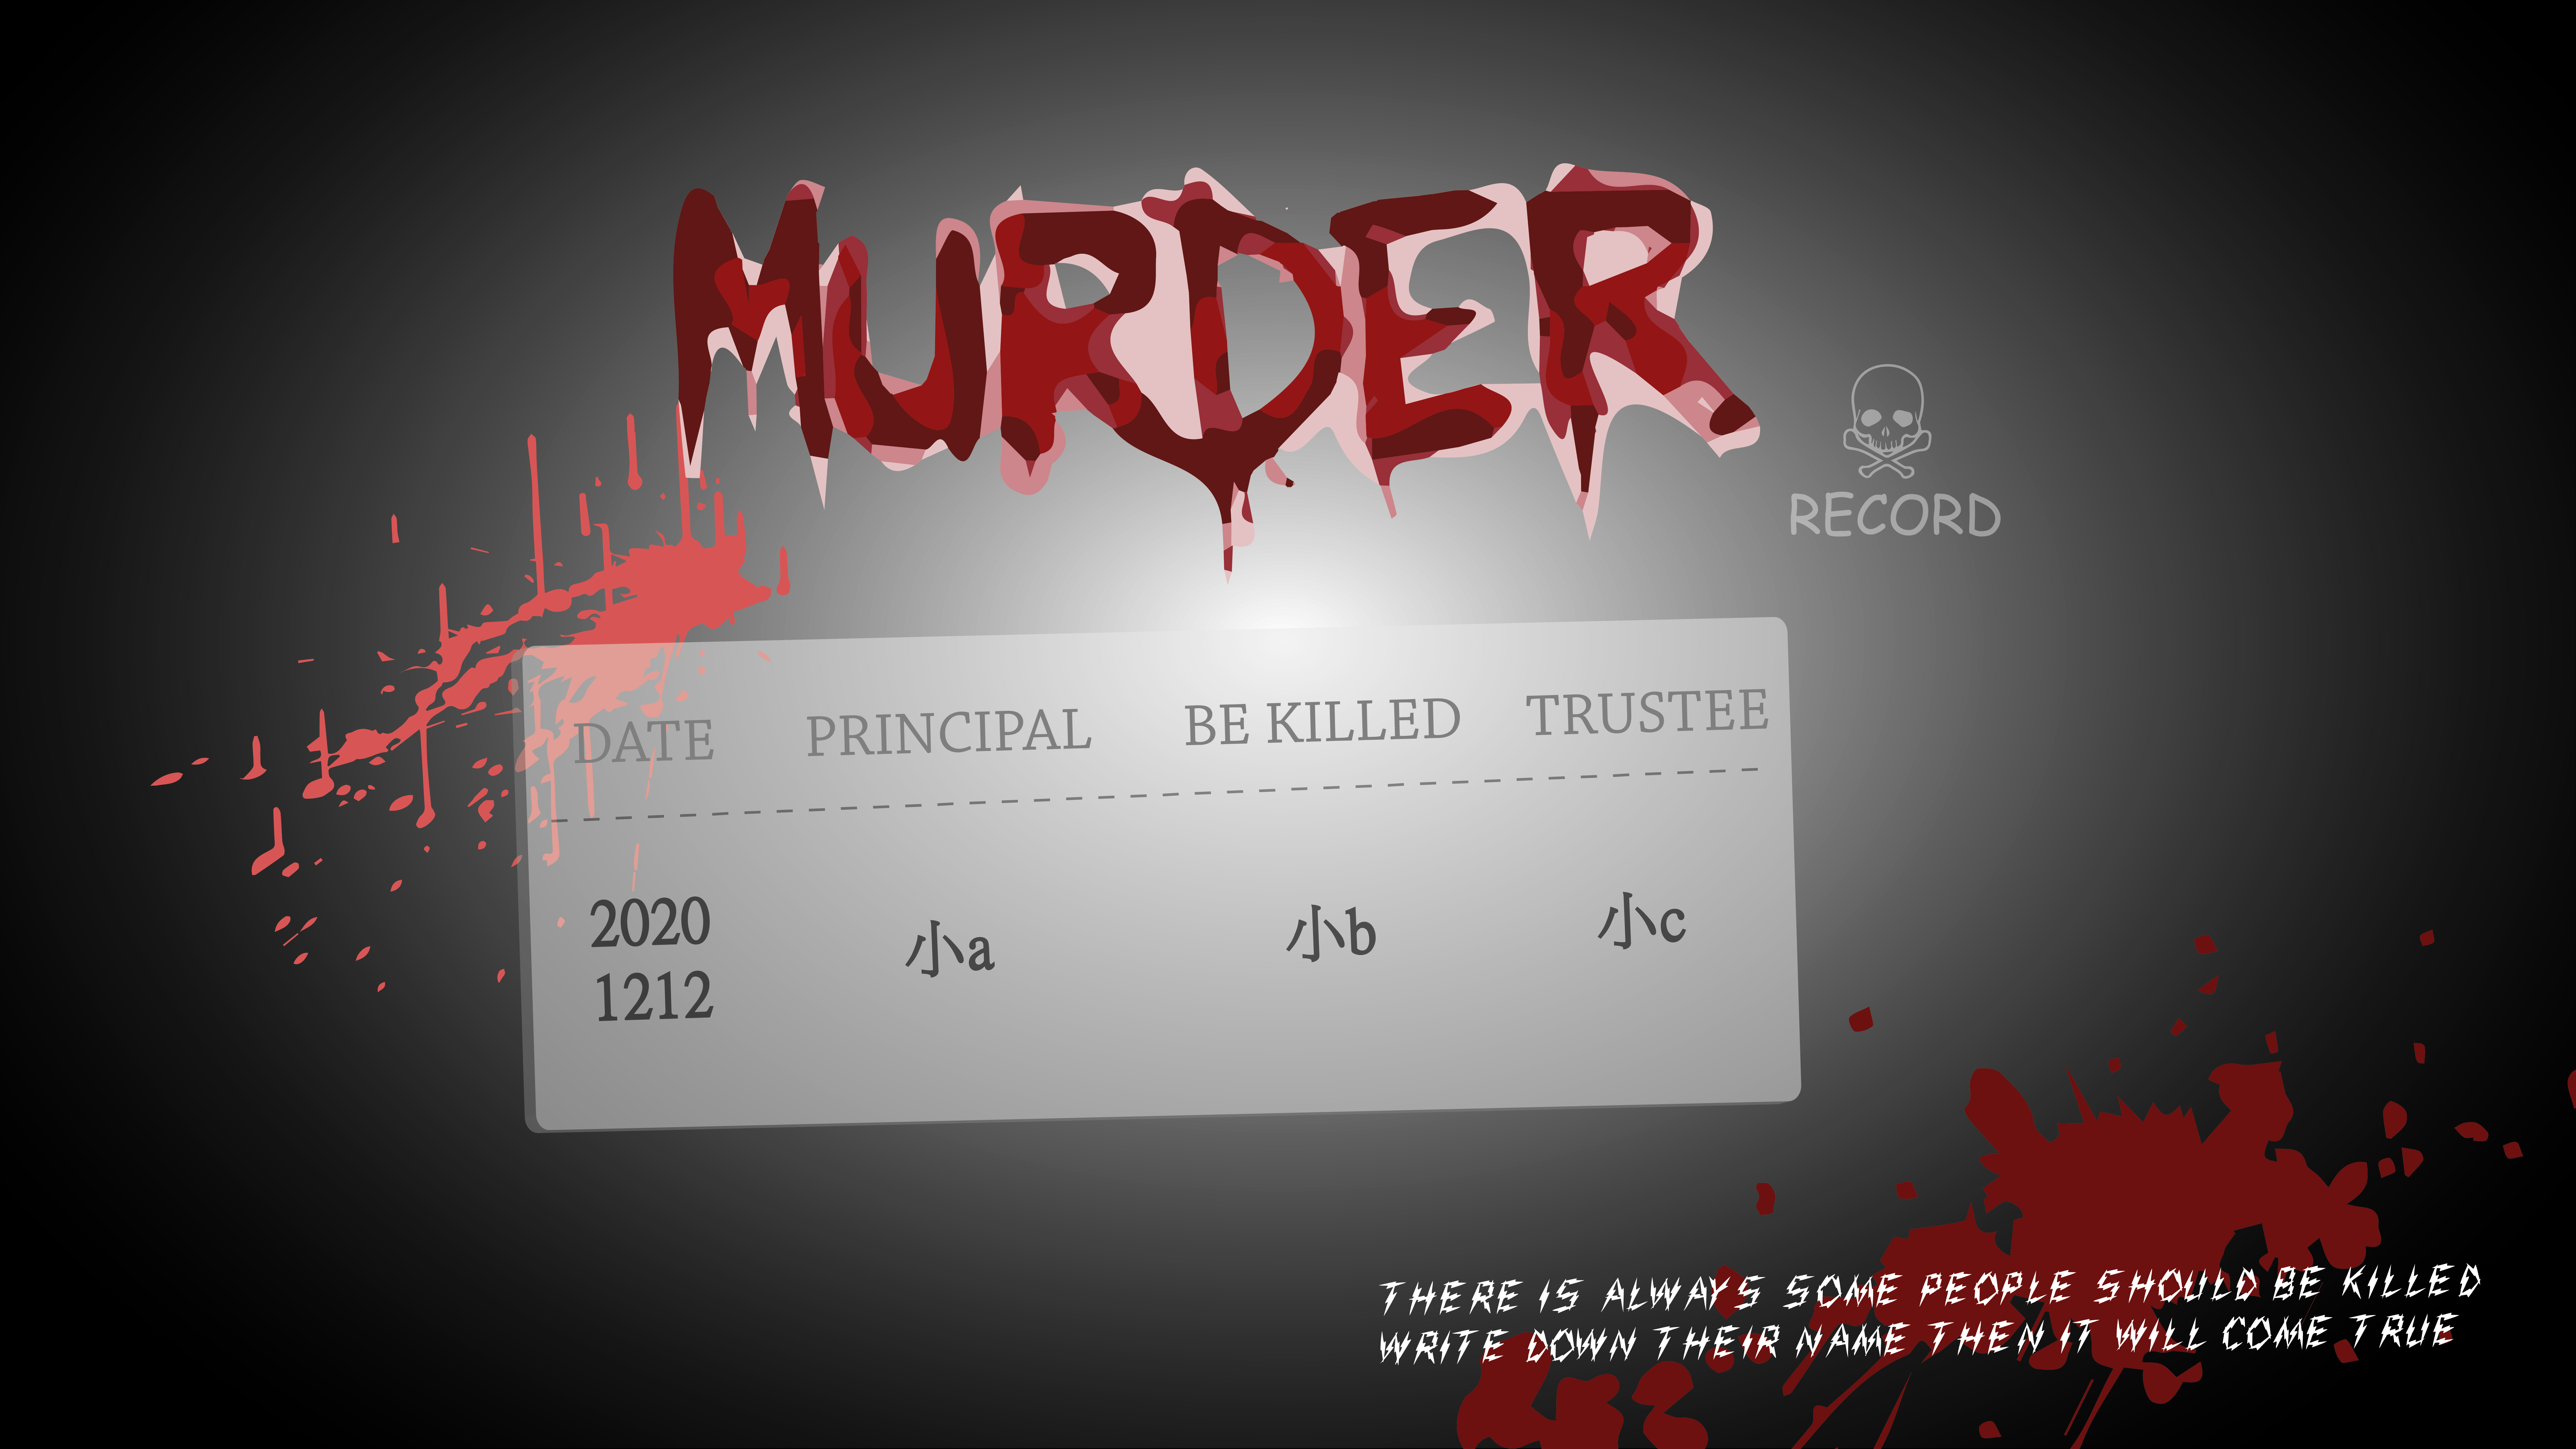 MURDER
RECORD
DATE PRINCIPAL BE KILLED TRUSTEE
2020
1212
小a 小b 小c
THERE IS ALWAYS SOME PEOPLE SHOULD BE KILLED
WRITE DOWN THEIR NAME THEN IT WILL COME TRUE